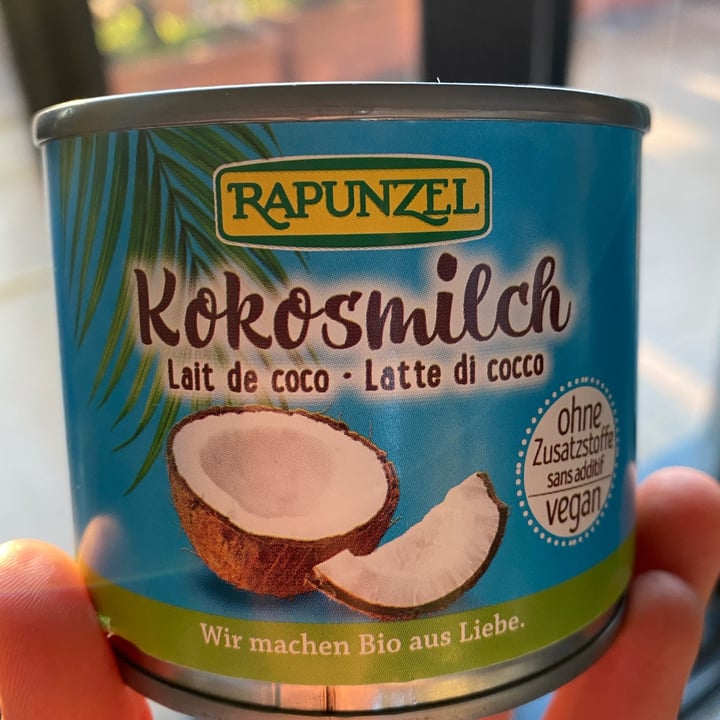 RAPUNZEL
Kokosmilch
Lait de coco · Latte di cocco
ohne
Zusatzstoffe
sans additif
vegan
Wir machen Bio aus Liebe.